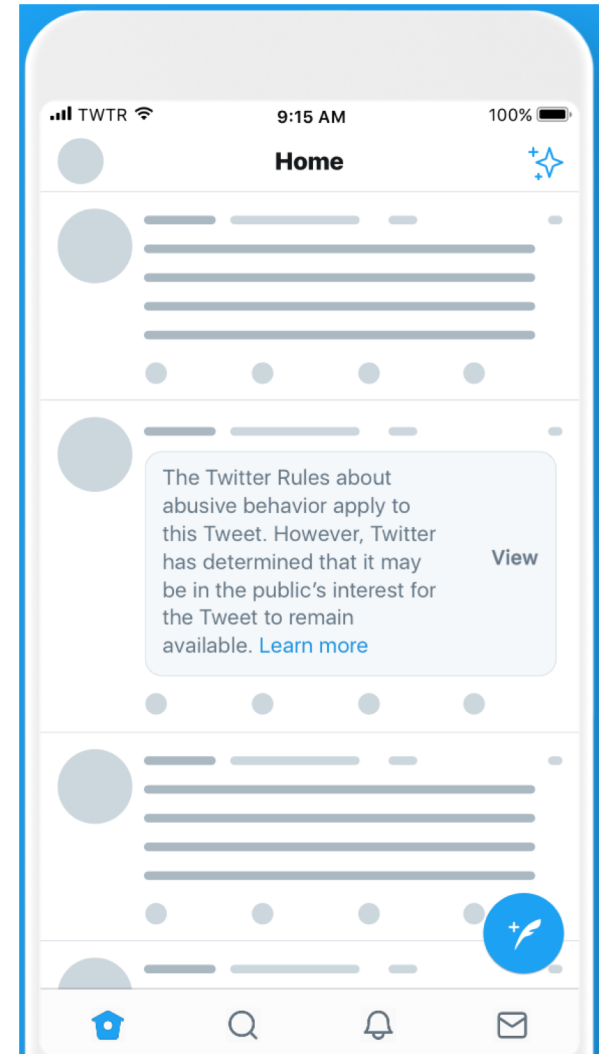 TWTR 9:15 AM 100%
Home
The Twitter Rules about
abusive behavior apply to
this Tweet. However, Twitter
has determined that it may
be in the public’s interest for
the Tweet to remain
available. Learn more
View